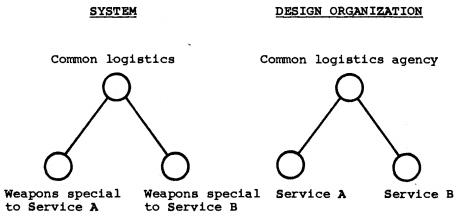 SYSTEM
DESIGN ORGANIZATION
Common logistics
Common logistics agency
Weapons special
to Service A
Weapons special
to Service B
Service A
Service B